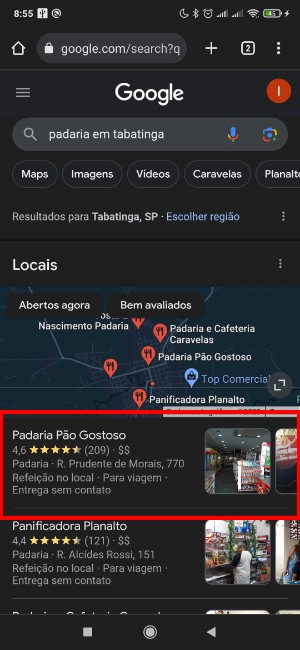 8:55
45
google.com/search?q
2
Google
I
padaria em tabatinga
Maps Imagens Vídeos Caravelas Planalto
Resultados para Tabatinga, SP · Escolher região
Locais
Abertos agora Bem avaliados
Nascimento Padaria
Padaria e Cafeteria
Caravelas
Padaria Pão Gostoso
Top Comercial
Panificadora Planalto
Padaria Pão Gostoso
4,6 (209) · $$
Padaria · R. Prudente de Morais, 770
Refeição no local · Para viagem ·
Entrega sem contato
Panificadora Planalto
4,4 (121) · $$
Padaria · R. Alcídes Rossi, 151
Refeição no local · Para viagem ·
Entrega sem contato